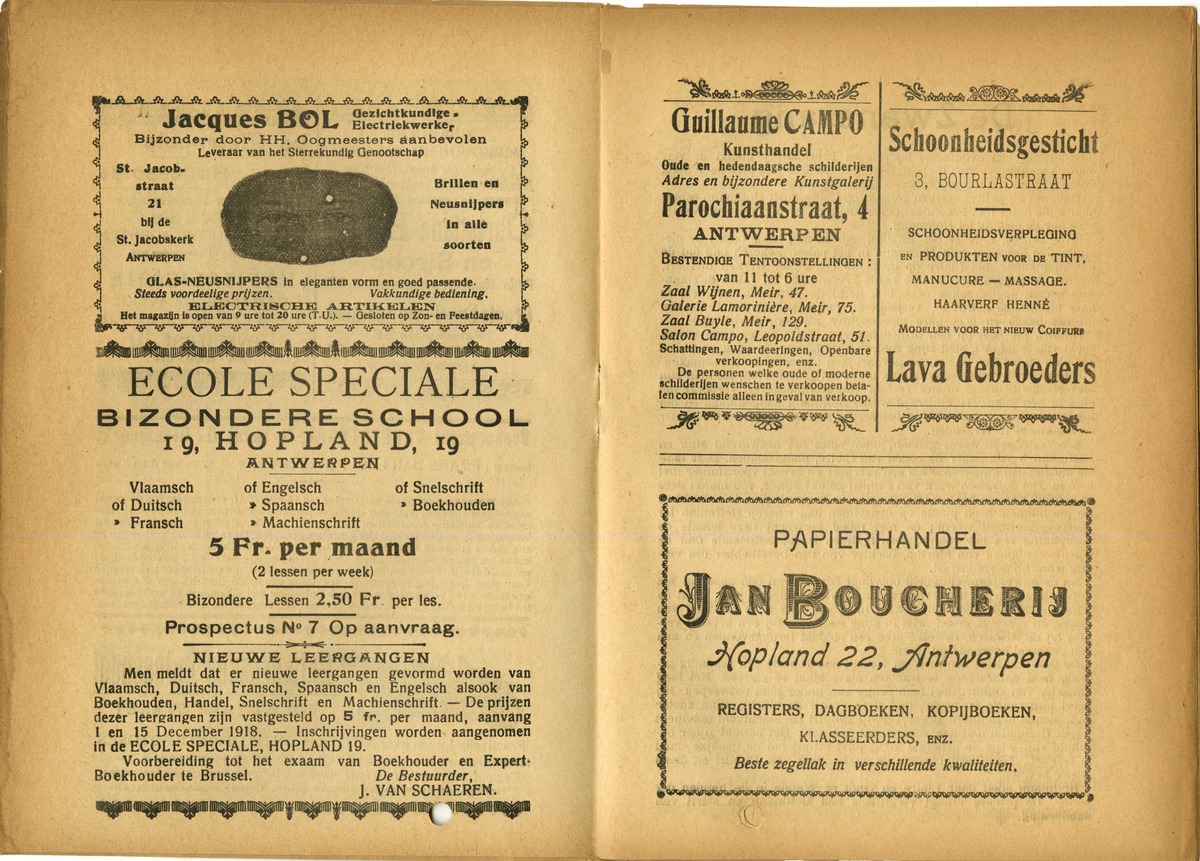 Jacques BOL Gezichtkundige - Electriekwerker
Bijzonder door HH. Oogmeesters aanbevolen
Leveraar van het Sterrekundig Genootschap
St. Jacob-
straat
21
bij de
St. Jacobskerk
ANTWERPEN
Brillen en
Neusnijpers
in alle
soorten
GLAS-NEUSNIJPERS in eleganten vorm en goed passende.
Steeds voordeelige prijzen. Vakkundige bediening.
ELECTRISCHE ARTIKELEN
Het magazijn is open van 9 ure tot 20 ure (T.U.). — Gesloten op Zon- en Feestdagen.
ECOLE SPECIALE
BIZONDERE SCHOOL
19, HOPLAND, 19
ANTWERPEN
Vlaamsch of Engelsch of Snelschrift
of Duitsch » Spaansch » Boekhouden
» Fransch » Machienschrift
5 Fr. per maand
(2 lessen per week)
Bizondere Lessen 2,50 Fr. per les.
Prospectus No 7 Op aanvraag.
NIEUWE LEERGANGEN
Men meldt dat er nieuwe leergangen gevormd worden van
Vlaamsch, Duitsch, Fransch, Spaansch en Engelsch alsook van
Boekhouden, Handel, Snelschrift en Machienschrift. — De prijzen
dezer leergangen zijn vastgesteld op 5 fr. per maand, aanvang
1 en 15 December 1918. — Inschrijvingen worden aangenomen
in de ECOLE SPECIALE, HOPLAND 19.
Voorbereiding tot het exaam van Boekhouder en Expert-
Boekhouder te Brussel. De Bestuurder,
J. VAN SCHAEREN.
Guillaume CAMPO
Kunsthandel
Oude en hedendaagsche schilderijen
Adres en bijzondere Kunstgalerij
Parochiaanstraat, 4
ANTWERPEN
BESTENDIGE TENTOONSTELLINGEN :
van 11 tot 6 ure
Zaal Wijnen, Meir, 47.
Galerie Lamorinière, Meir, 75.
Zaal Buyle, Meir, 129.
Salon Campo, Leopoldstraat, 51.
Schattingen, Waardeeringen, Openbare
verkoopingen, enz.
De personen welke oude of moderne
schilderijen wenschen te verkoopen beta-
len commissie alleen in geval van verkoop.
Schoonheidsgesticht
3, BOURLASTRAAT
SCHOONHEIDSVERPLEGING
EN PRODUKTEN VOOR DE TINT,
MANUCURE — MASSAGE.
HAARVERF HENNÉ
MODELLEN VOOR HET NIEUW COIFFURE
Lava Gebroeders
PAPIERHANDEL
JAN BOUCHERIJ
Hopland 22, Antwerpen
REGISTERS, DAGBOEKEN, KOPIJBOEKEN,
KLASSEERDERS, ENZ.
Beste zegellak in verschillende kwaliteiten.